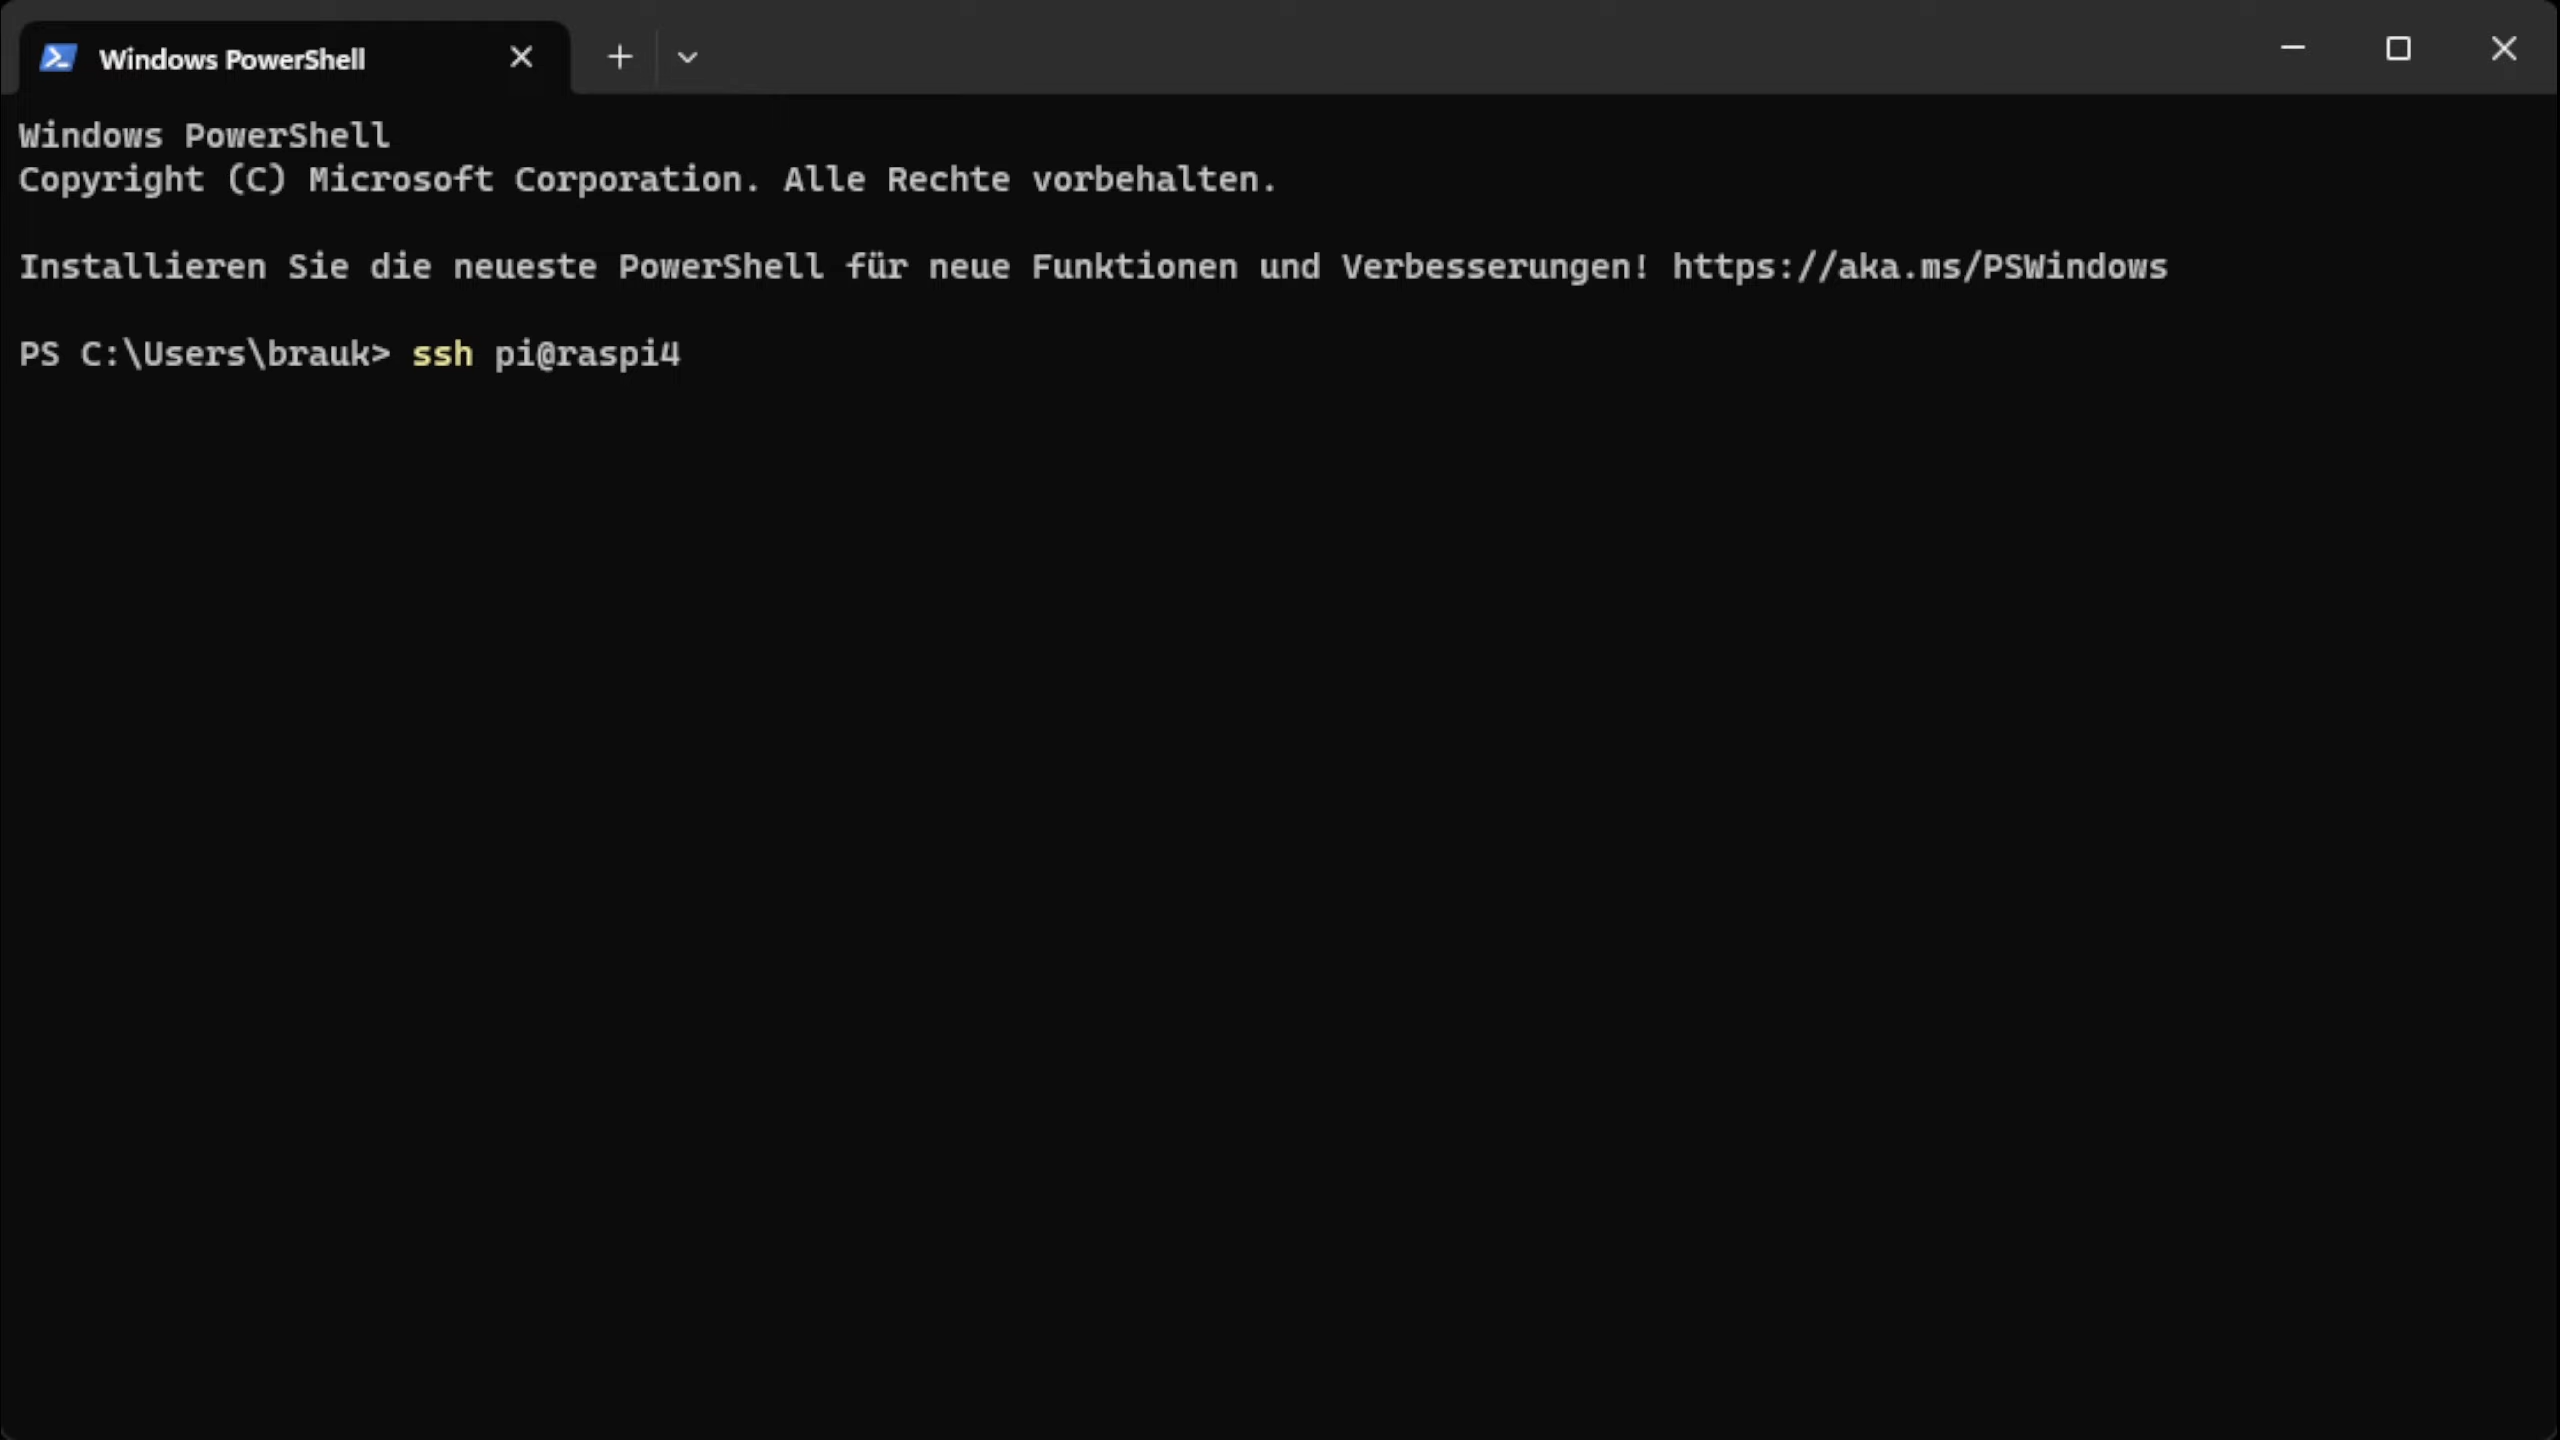 Windows PowerShell
Windows PowerShell
Copyright (C) Microsoft Corporation. Alle Rechte vorbehalten.
Installieren Sie die neueste PowerShell für neue Funktionen und Verbesserungen! https://aka.ms/PSWindows
PS C:\Users\brauk> ssh pi@raspi4